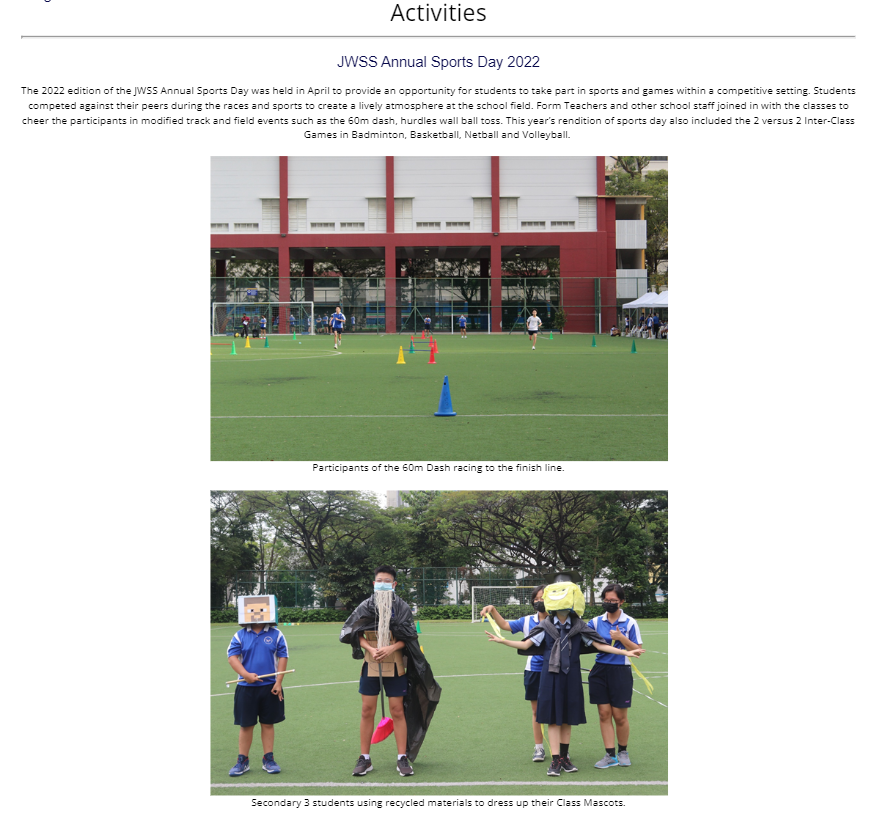 Activities
JWSS Annual Sports Day 2022
The 2022 edition of the JWSS Annual Sports Day was held in April to provide an opportunity for students to take part in sports and games within a competitive setting. Students
competed against their peers during the races and sports to create a lively atmosphere at the school field. Form Teachers and other school staff joined in with the classes to
cheer the participants in modified track and field events such as the 60m dash, hurdles wall ball toss. This year's rendition of sports day also included the 2 versus 2 Inter-Class
Games in Badminton, Basketball, Netball and Volleyball.
Participants of the 60m Dash racing to the finish line.
Secondary 3 students using recycled materials to dress up their Class Mascots.